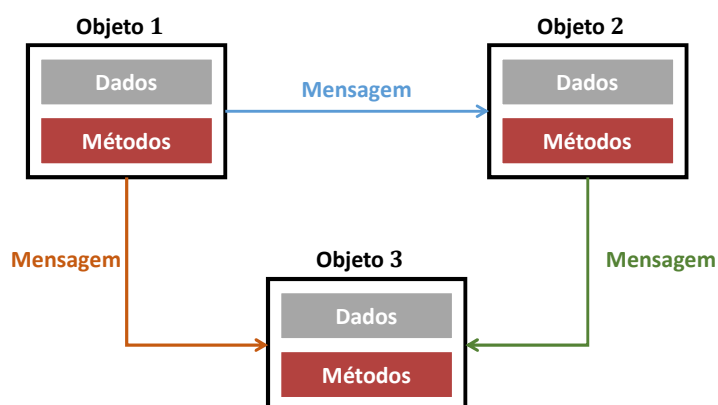 Objeto 1
Objeto 2
Dados
Mensagem
Dados
Métodos
Métodos
Mensagem
Objeto 3
Mensagem
Dados
Métodos